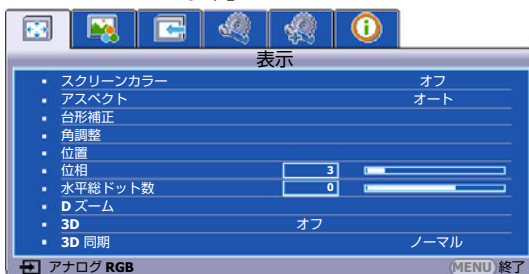 表示
スクリーンカラー オフ
アスペクト オート
台形補正
角調整
位置
位相 3
水平総ドット数 0
D ズーム
3D オフ
3D 同期 ノーマル
アナログ RGB MENU 終了